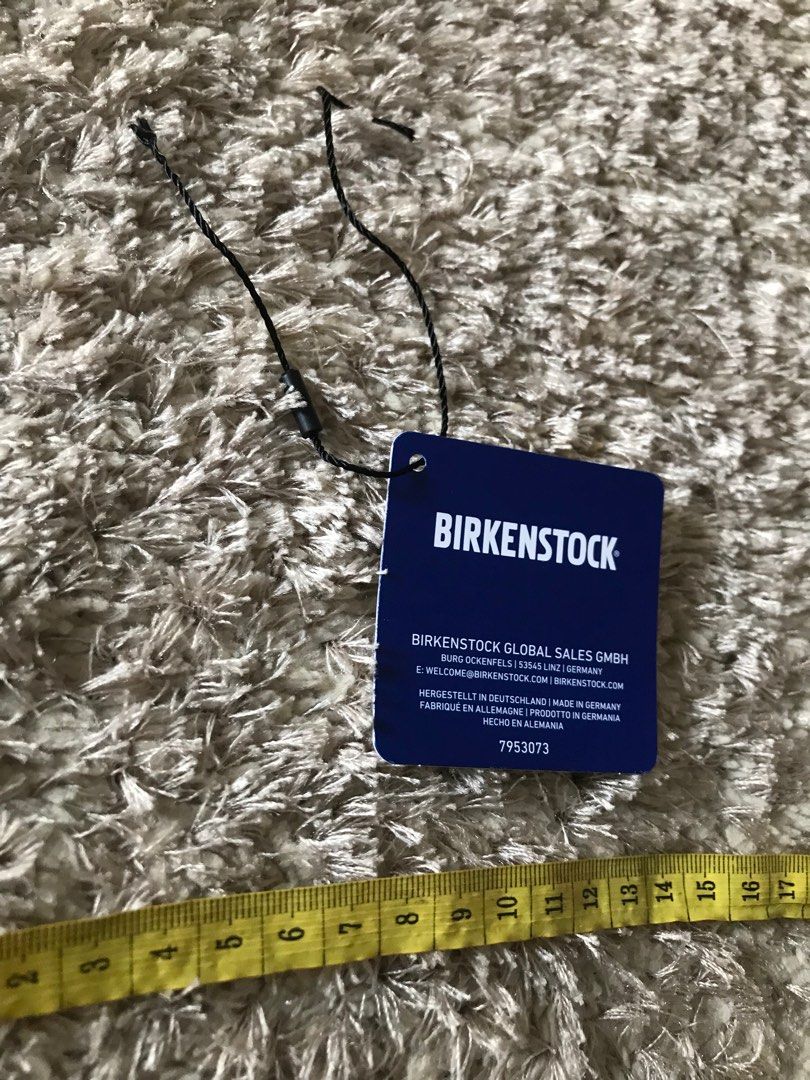 BIRKENSTOCK®
BIRKENSTOCK GLOBAL SALES GMBH
BURG OCKENFELS | 53545 LINZ | GERMANY
E: WELCOME@BIRKENSTOCK.COM | BIRKENSTOCK.COM
HERGESTELLT IN DEUTSCHLAND | MADE IN GERMANY
FABRIQUÉ EN ALLEMAGNE | PRODOTTO IN GERMANIA
HECHO EN ALEMANIA
7953073
2 3 4 5 6 7 8 9 10 11 12 13 14 15 16 17